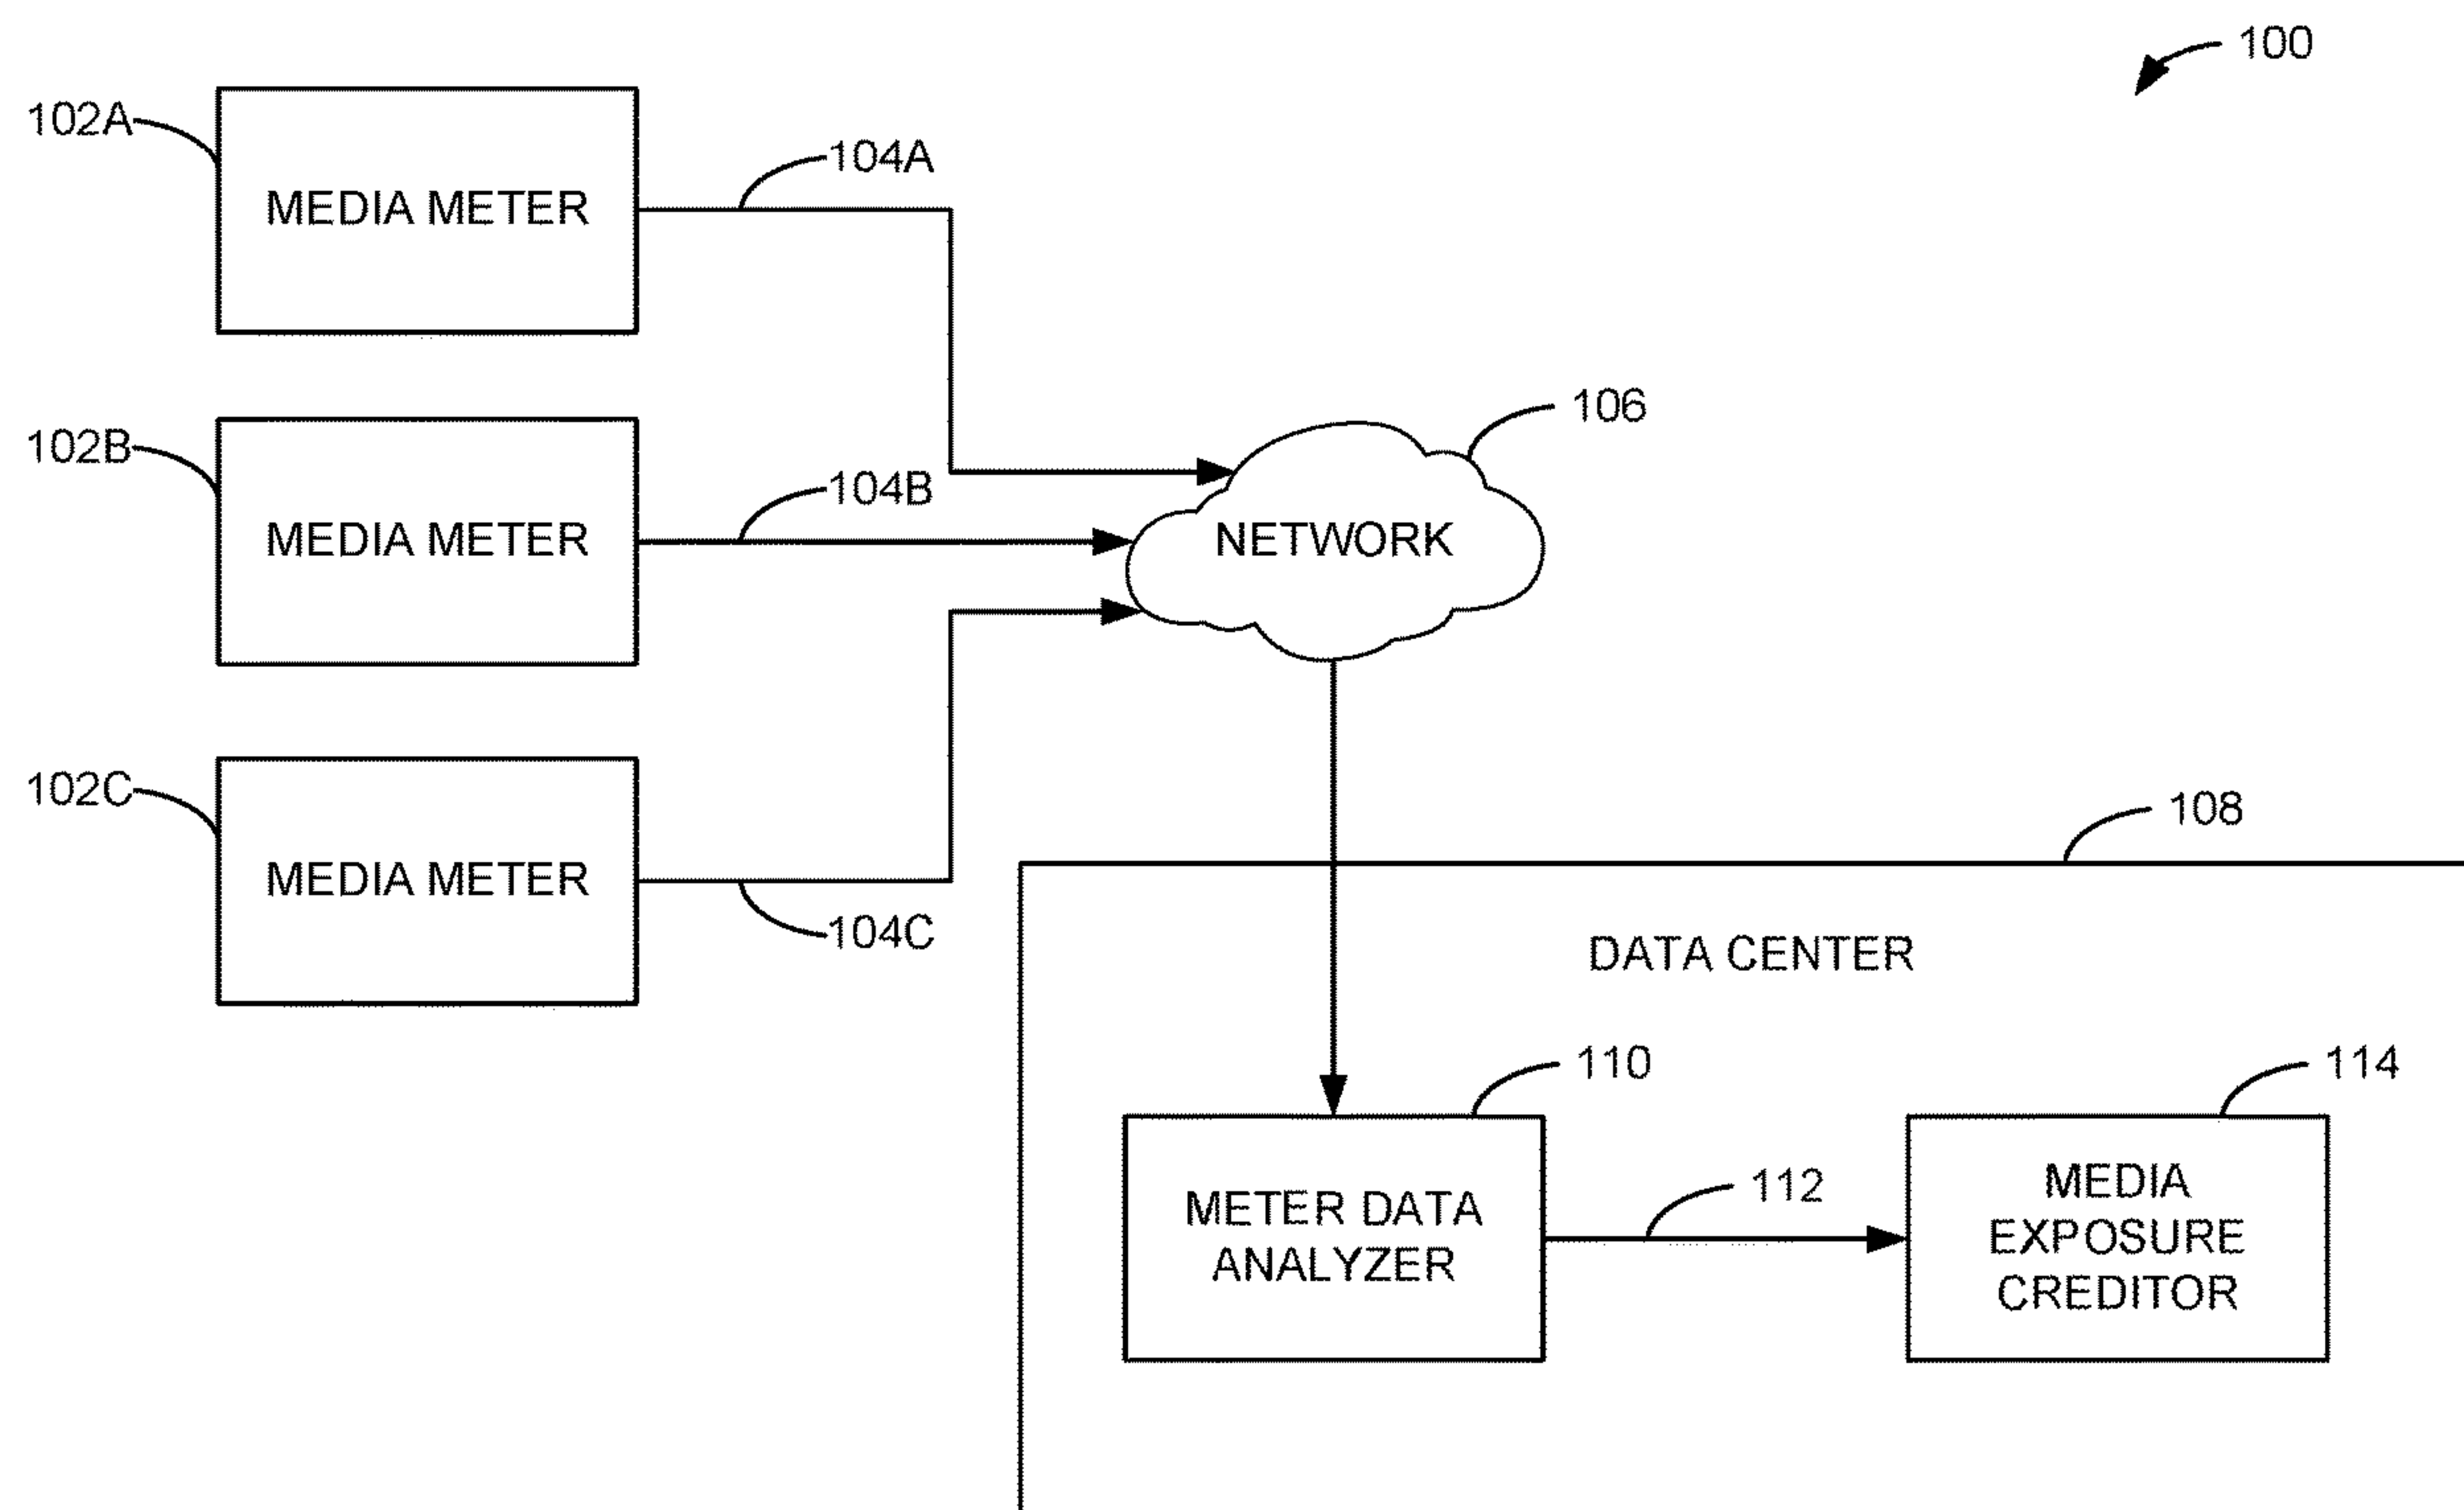 100
102A
MEDIA METER
104A
102B
MEDIA METER
104B
106
NETWORK
102C
MEDIA METER
104C
108
DATA CENTER
110
METER DATA
ANALYZER
112
114
MEDIA
EXPOSURE
CREDITOR